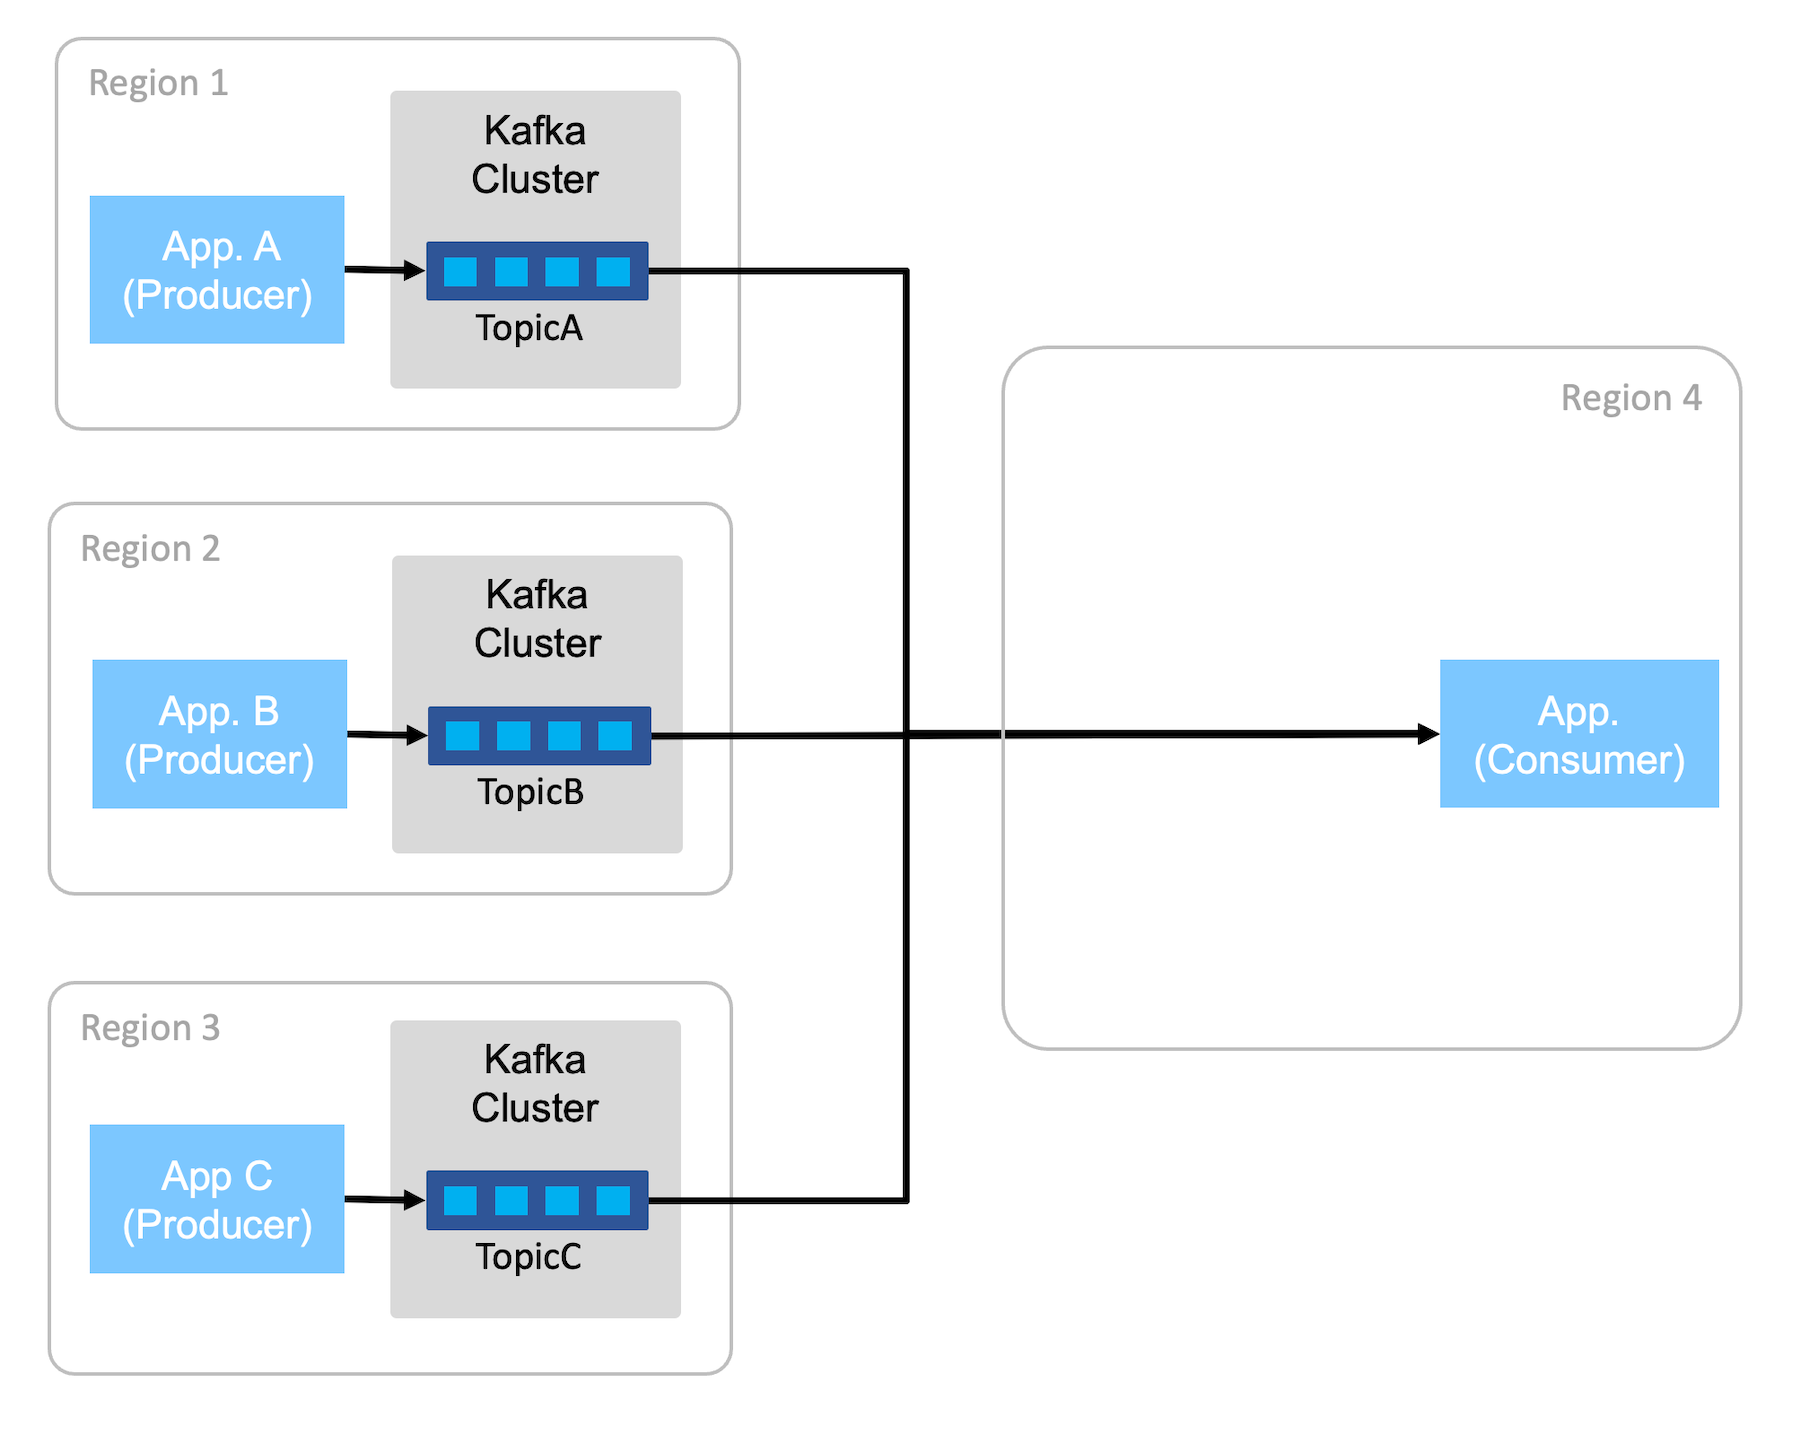 Region 1
Kafka
Cluster
App. A
(Producer)
TopicA
Region 2
Kafka
Cluster
App. B
(Producer)
TopicB
Region 3
Kafka
Cluster
App C
(Producer)
TopicC
Region 4
App.
(Consumer)